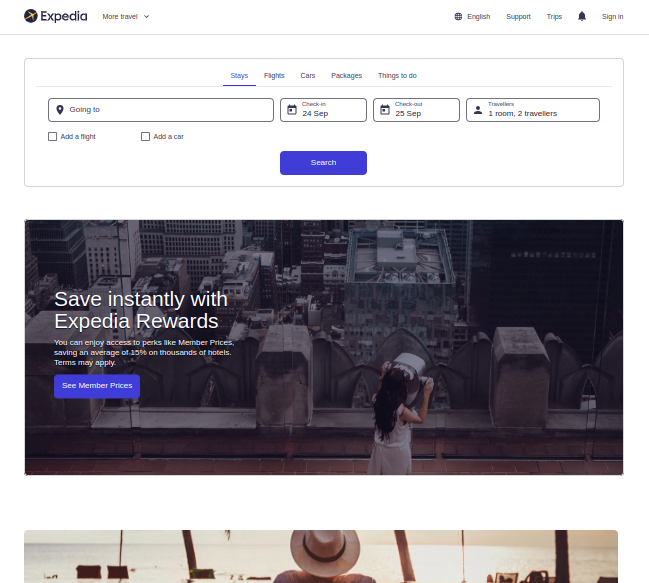 Expedia
More travel
English
Support
Trips
Sign in
Stays
Flights
Cars
Packages
Things to do
Going to
Check-in
24 Sep
Check-out
25 Sep
Travellers
1 room, 2 travellers
Add a flight
Add a car
Search
Save instantly with
Expedia Rewards
You can enjoy access to perks like Member Prices,
saving an average of 15% on thousands of hotels.
Terms may apply.
See Member Prices